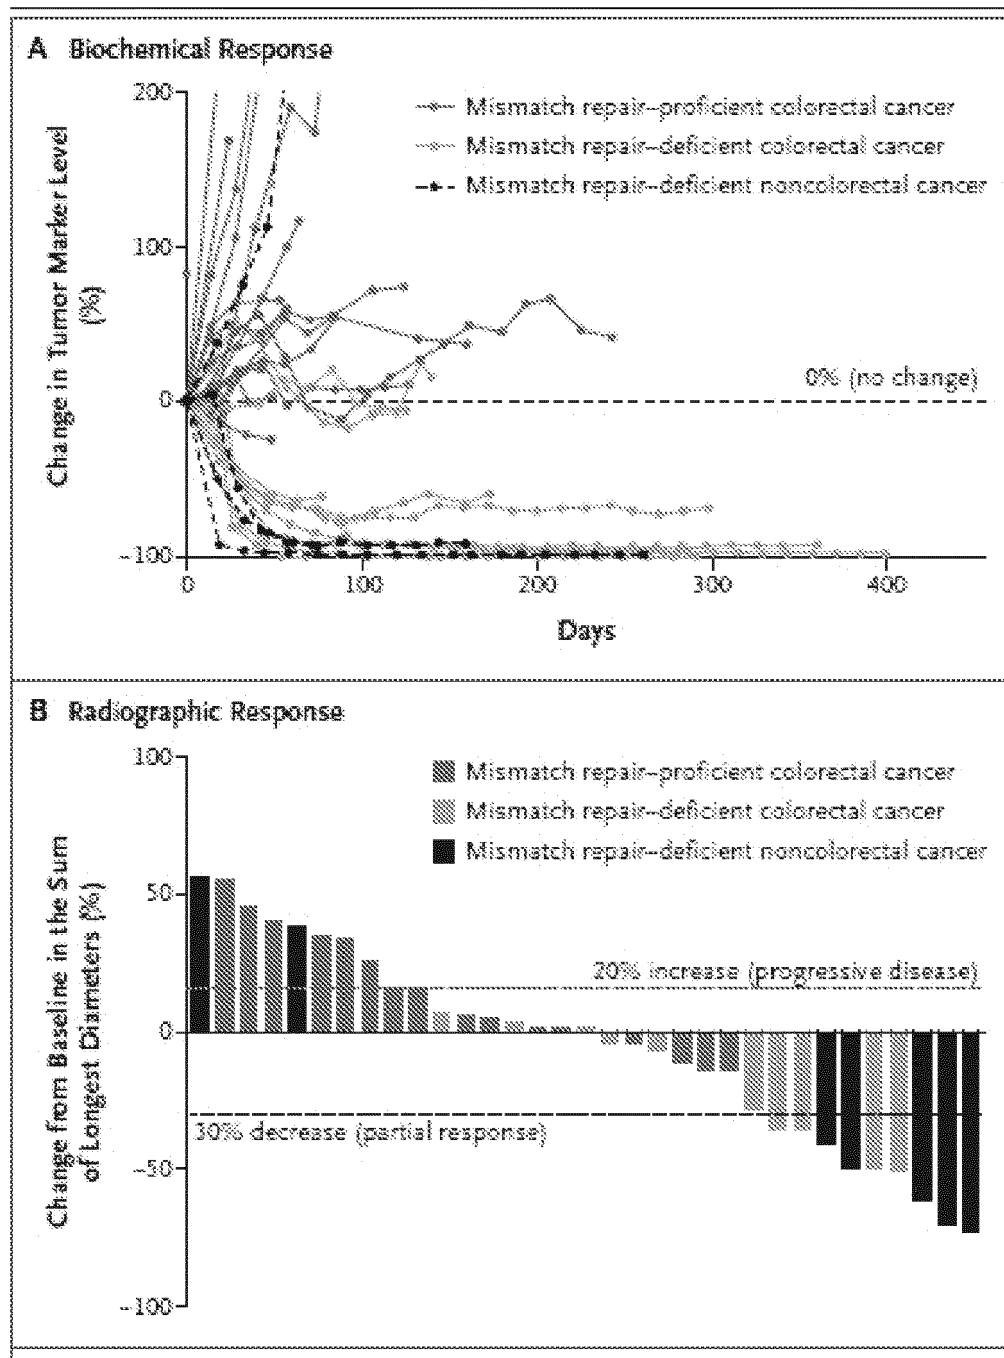 A Biochemical Response
200
100
0
-100
Change in Tumor Marker Level
(%)
Mismatch repair–proficient colorectal cancer
Mismatch repair–deficient colorectal cancer
Mismatch repair–deficient noncolorectal cancer
0% (no change)
0
100
200
300
400
Days
B Radiographic Response
100
50
0
-50
-100
Change from Baseline in the Sum
of Longest Diameters (%)
Mismatch repair–proficient colorectal cancer
Mismatch repair–deficient colorectal cancer
Mismatch repair–deficient noncolorectal cancer
20% increase (progressive disease)
30% decrease (partial response)